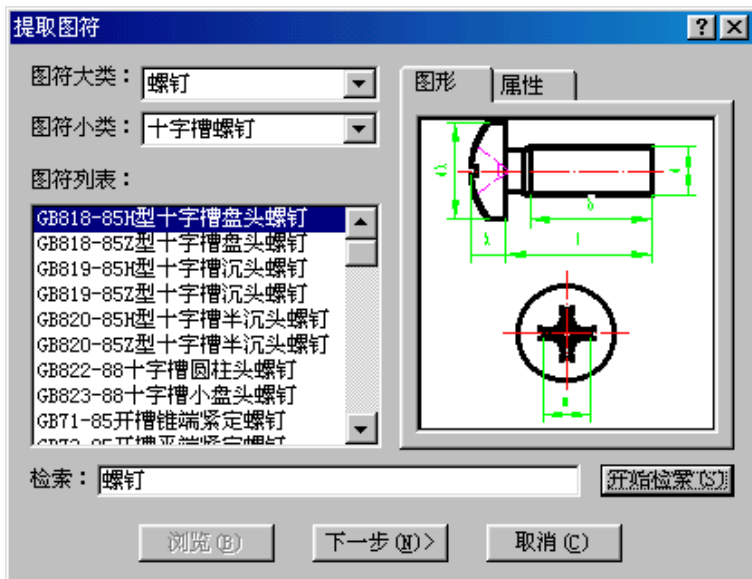 提取图符
图符大类：螺钉
图符小类：十字槽螺钉
图符列表：
GB818-85H型十字槽盘头螺钉
GB818-85Z型十字槽盘头螺钉
GB819-85H型十字槽沉头螺钉
GB819-85Z型十字槽沉头螺钉
GB820-85H型十字槽半沉头螺钉
GB820-85Z型十字槽半沉头螺钉
GB822-88十字槽圆柱头螺钉
GB823-88十字槽小盘头螺钉
GB71-85开槽锥端紧定螺钉
图形
属性
检索：螺钉
开始检索(S)
浏览(B)
下一步(N)>
取消(C)